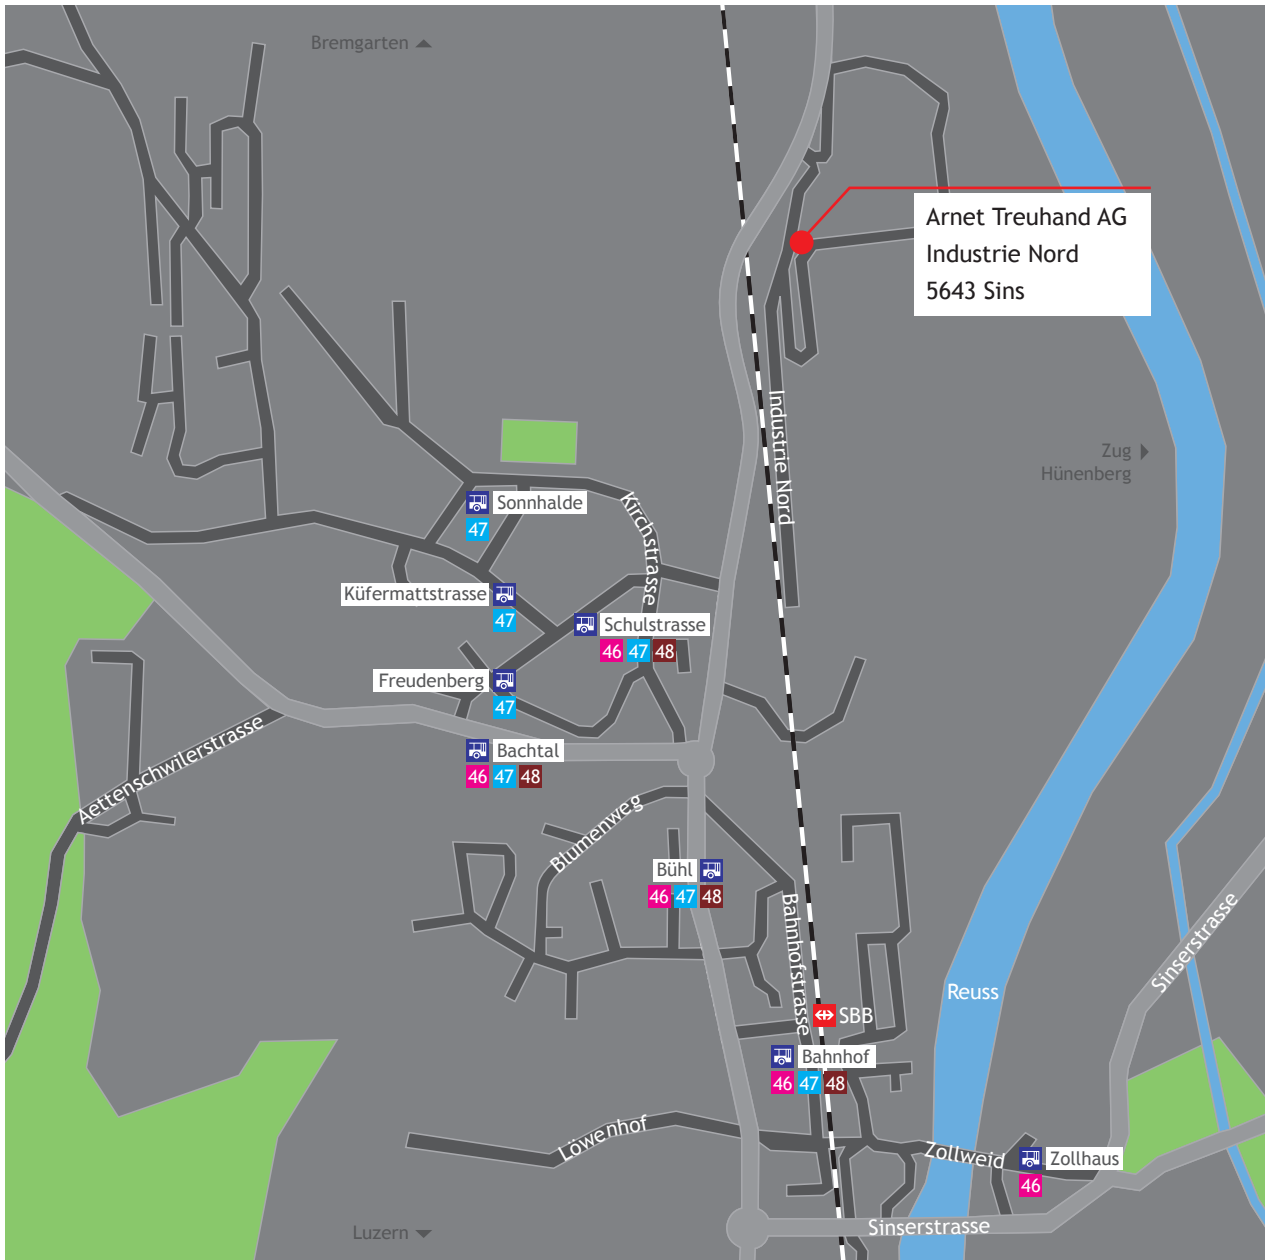 Bremgarten
Arnet Treuhand AG
Industrie Nord
5643 Sins
Industrie Nord
Zug
Hünenberg
Sonnhalde
47
Kirchstrasse
Küfermattstrasse
47
Schulstrasse
46 47 48
Freudenberg
47
Aettenschwilerstrasse
Bachtal
46 47 48
Blumenweg
Bühl
46 47 48
Bahnhofstrasse
Sinserstrasse
Reuss
SBB
Bahnhof
46 47 48
Löwenhof
Zollweid
Zollhaus
46
Sinserstrasse
Luzern